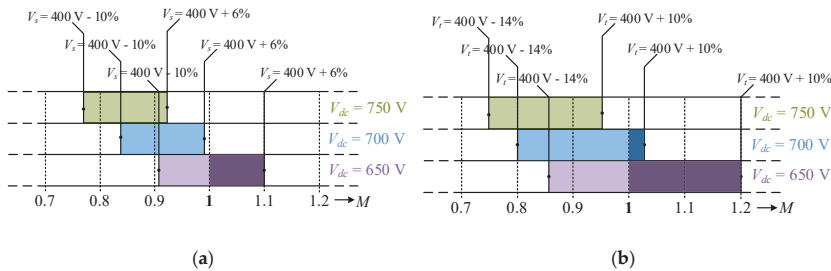 V_s = 400 V - 10%
V_s = 400 V + 6%
V_s = 400 V - 10%
V_s = 400 V + 6%
V_s = 400 V - 10%
V_s = 400 V + 6%
V_dc = 750 V
V_dc = 700 V
V_dc = 650 V
0.7 0.8 0.9 1 1.1 1.2 M
(a)
V_t = 400 V - 14%
V_t = 400 V + 10%
V_t = 400 V - 14%
V_t = 400 V + 10%
V_t = 400 V - 14%
V_t = 400 V + 10%
V_dc = 750 V
V_dc = 700 V
V_dc = 650 V
0.7 0.8 0.9 1 1.1 1.2 M
(b)